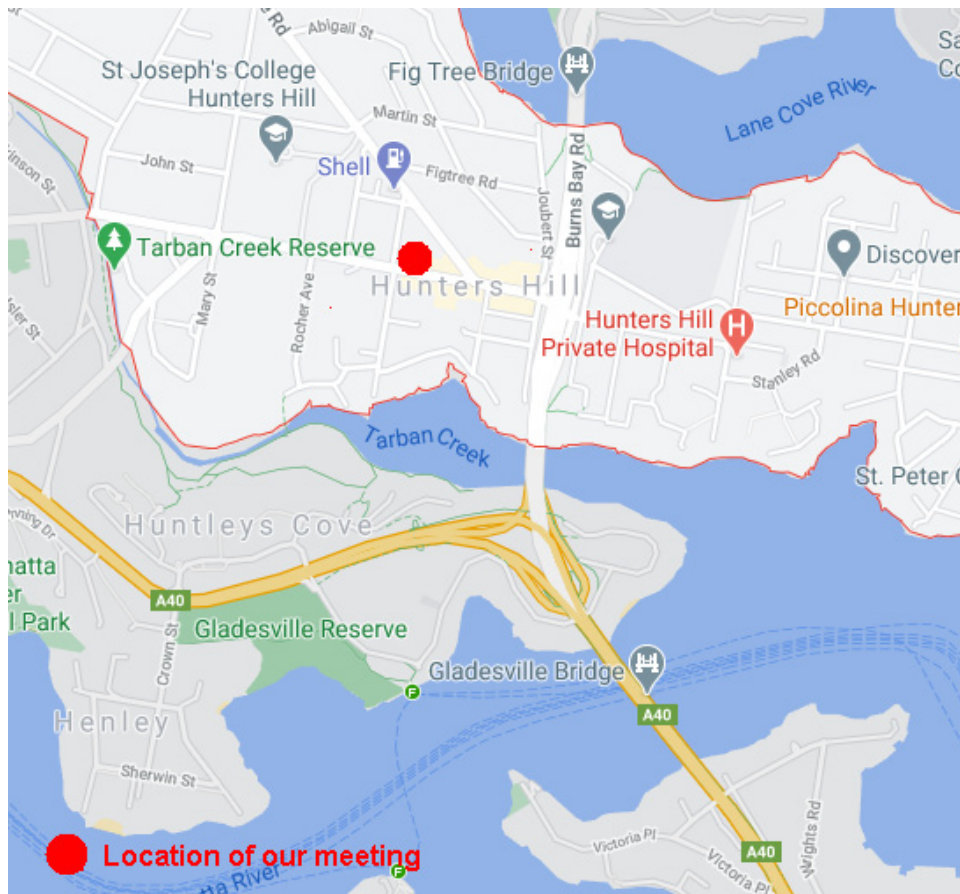 Abigail St
St Joseph's College
Hunters Hill
Fig Tree Bridge
Lane Cove River
Martin St
John St
Shell
Figtree Rd
Joubert St
Burns Bay Rd
Tarban Creek Reserve
Discover
Hunters Hill
Mary St
Rocher Ave
Piccolina Hunter
Hunters Hill
Private Hospital
H
Stanley Rd
Tarban Creek
St. Peter
Huntleys Cove
A40
Gladesville Reserve
Crown St
Gladesville Bridge
F
A40
Henley
Sherwin St
Wrights Rd
Victoria Pl
A40
Victoria Pl
Location of our meeting
F
River